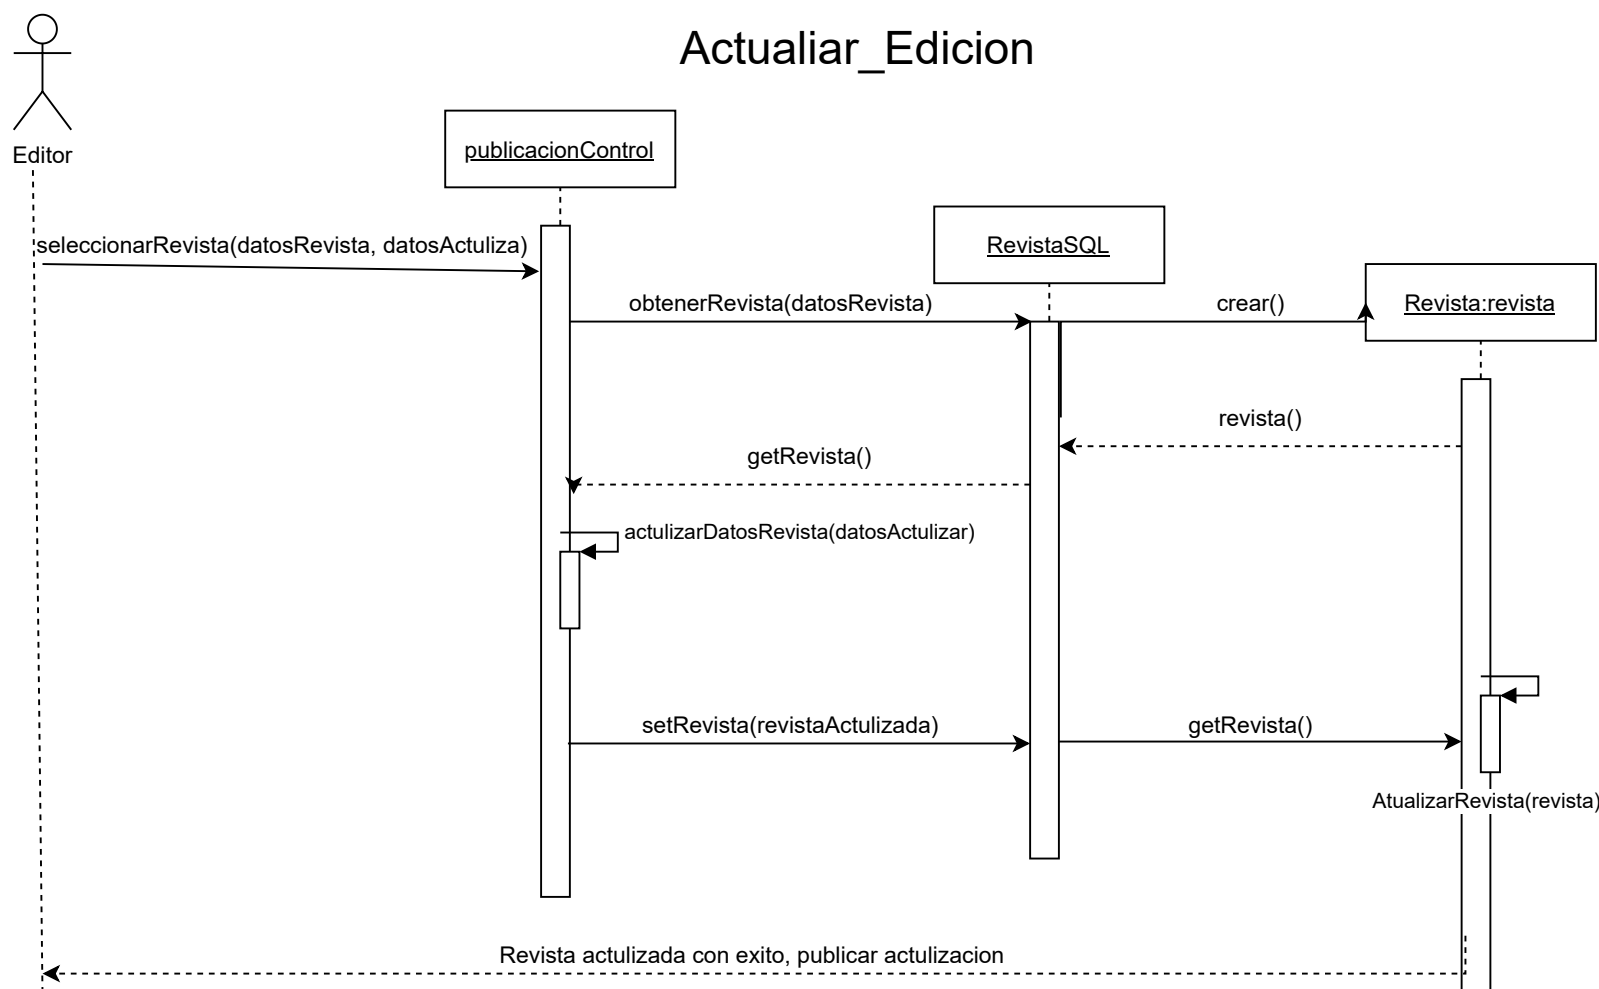 Actualiar_Edicion
Editor
publicacionControl
RevistaSQL
Revista:revista
seleccionarRevista(datosRevista, datosActuliza)
obtenerRevista(datosRevista)
crear()
revista()
getRevista()
actulizarDatosRevista(datosActulizar)
setRevista(revistaActulizada)
getRevista()
AtualizarRevista(revista)
Revista actulizada con exito, publicar actulizacion